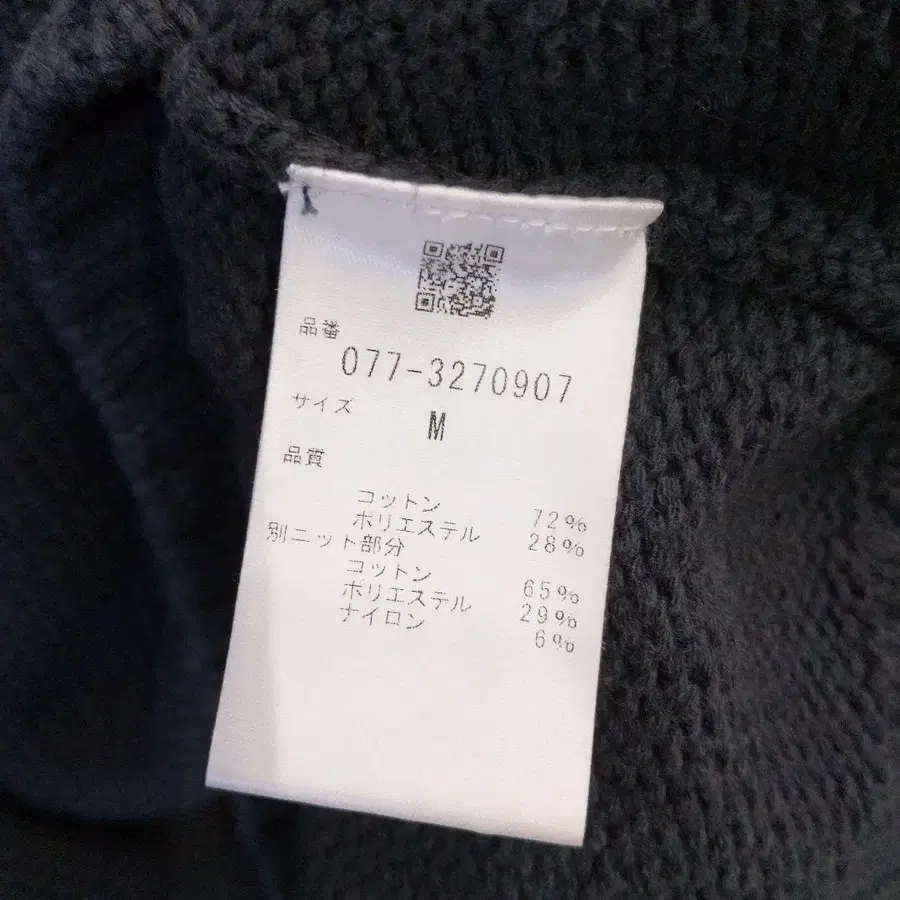 品番
077-3270907
サイズ
M
品質
コットン 72%
ポリエステル 28%
別ニット部分
コットン 65%
ポリエステル 29%
ナイロン 6%